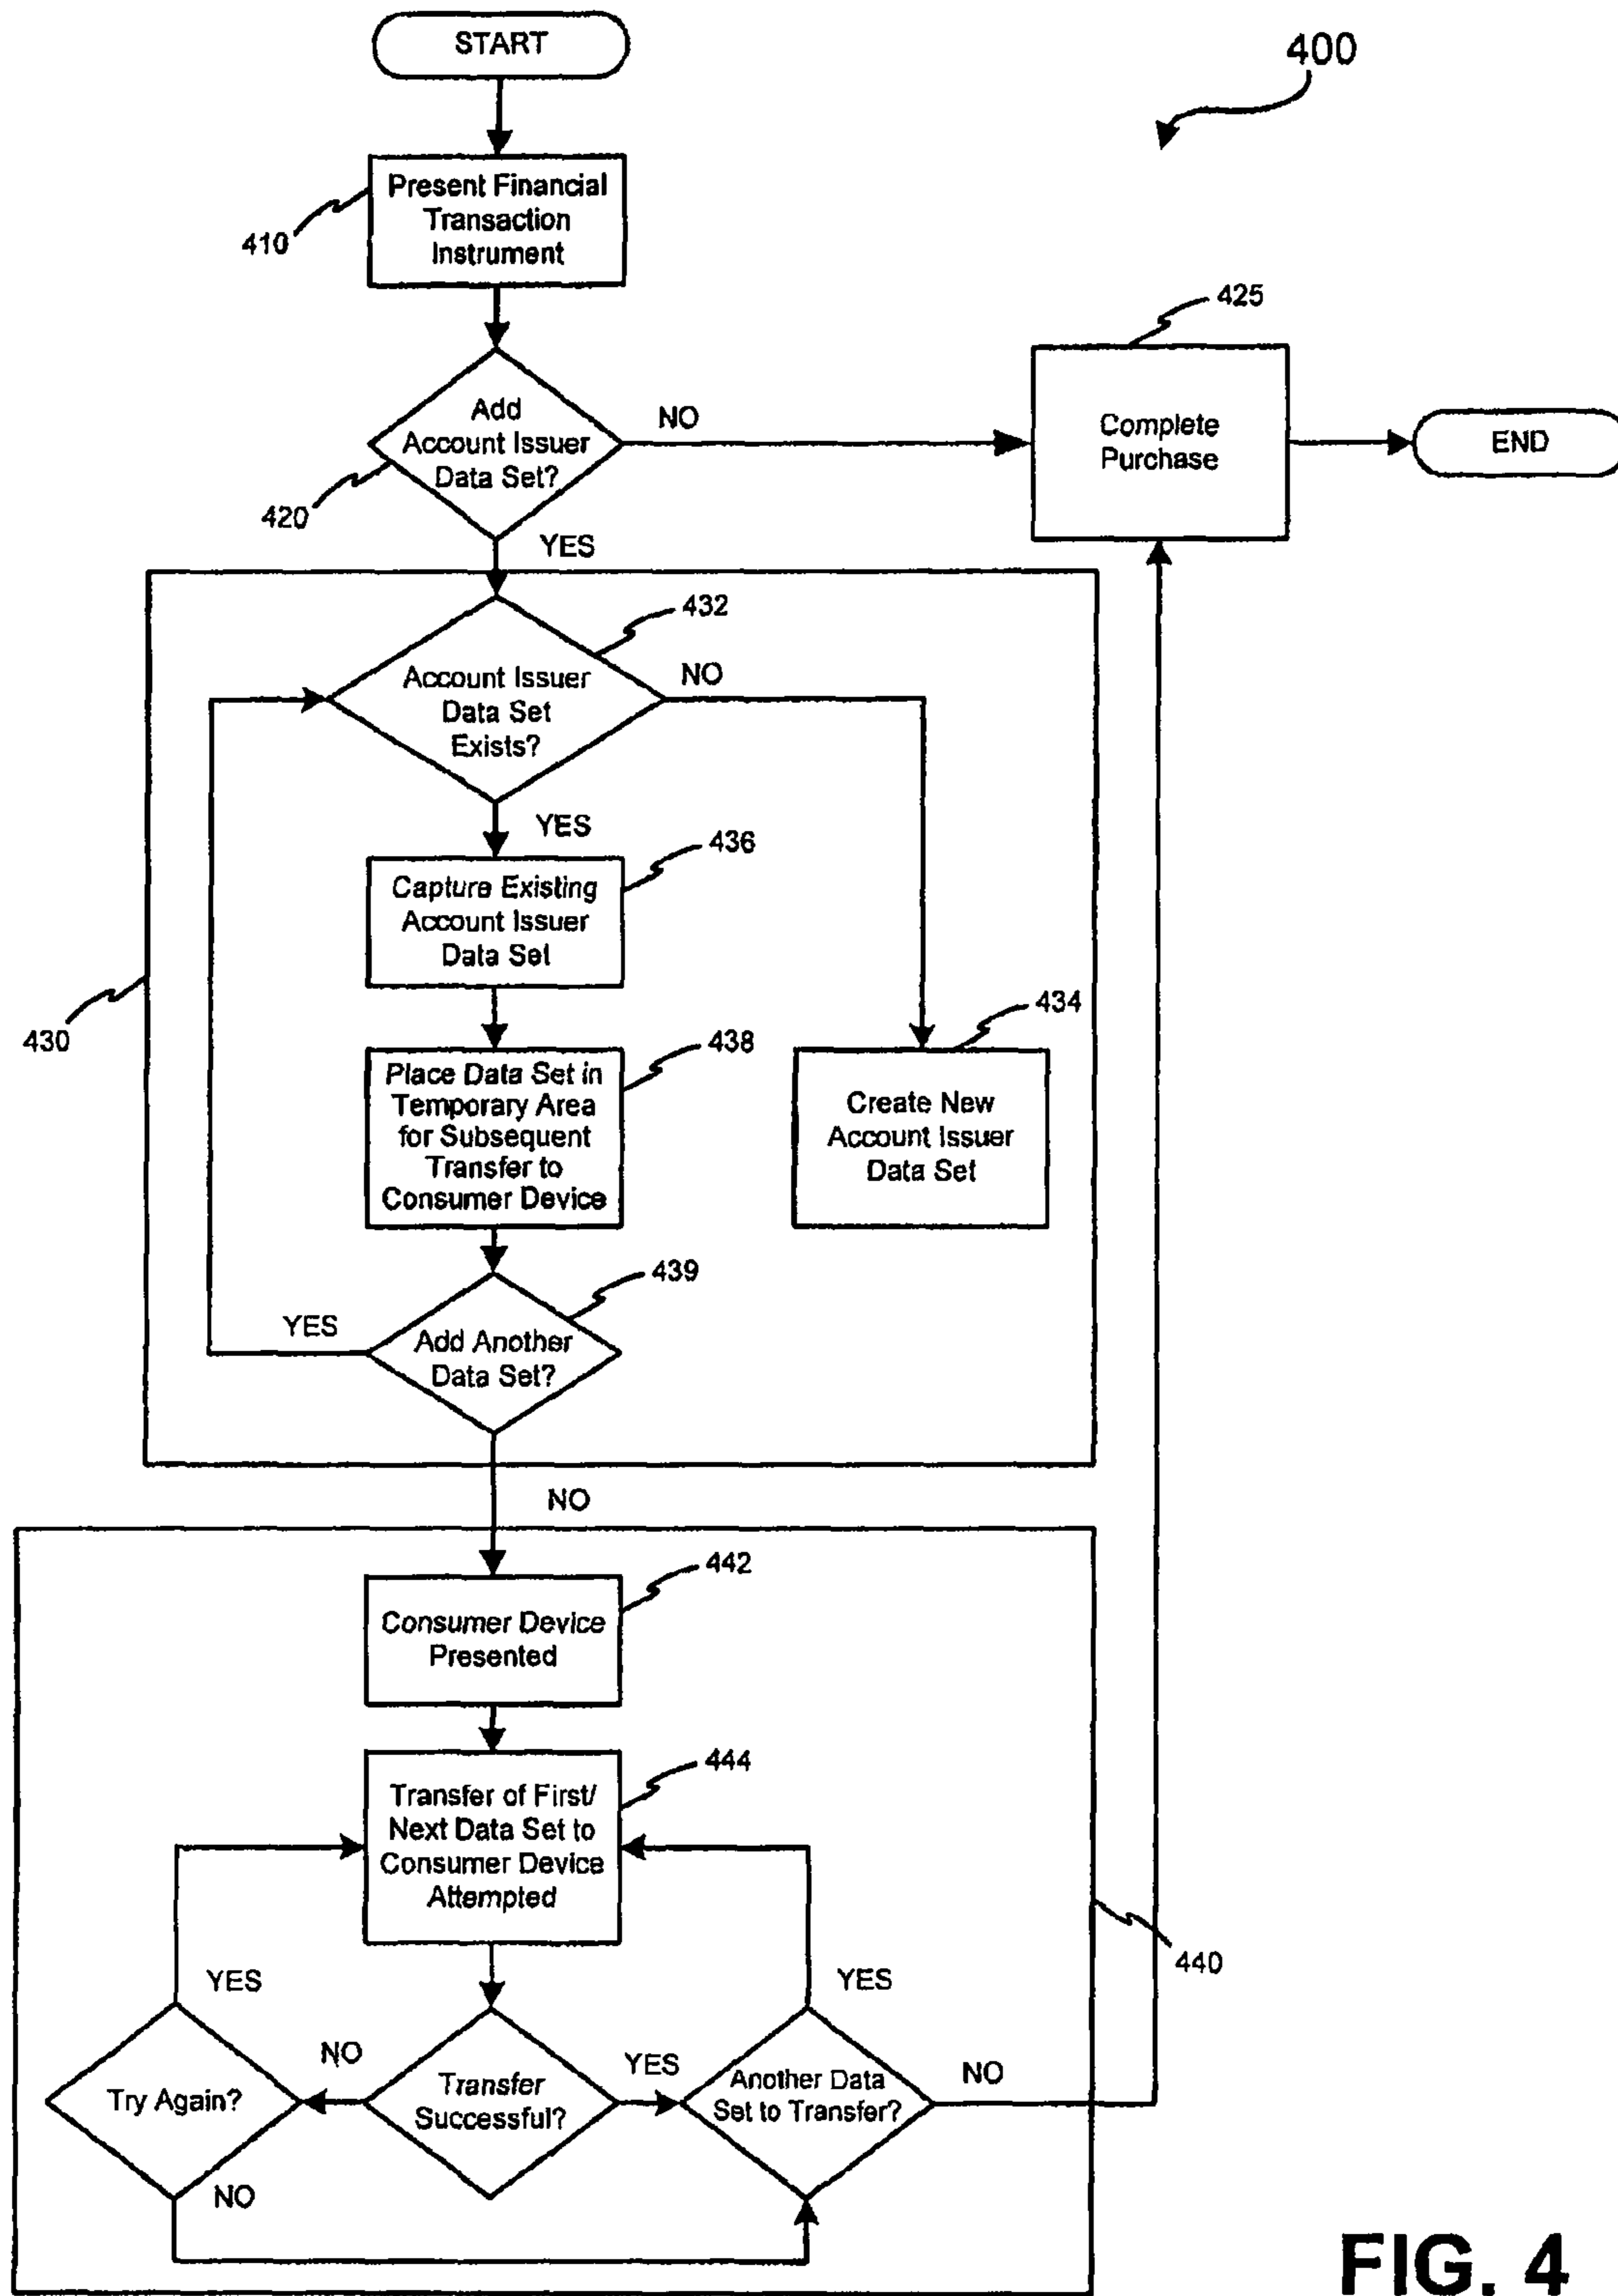 START
400
Present Financial
Transaction
Instrument
410
425
Add
Account Issuer
Data Set?
NO
420
Complete
Purchase
END
YES
432
Account Issuer
Data Set
Exists?
NO
YES
436
Capture Existing
Account Issuer
Data Set
430
434
438
Place Data Set in
Temporary Area
for Subsequent
Transfer to
Consumer Device
Create New
Account Issuer
Data Set
439
YES
Add Another
Data Set?
NO
442
Consumer Device
Presented
444
Transfer of First/
Next Data Set to
Consumer Device
Attempted
440
YES
YES
NO
YES
NO
Try Again?
Transfer
Successful?
Another Data
Set to Transfer?
NO
FIG. 4